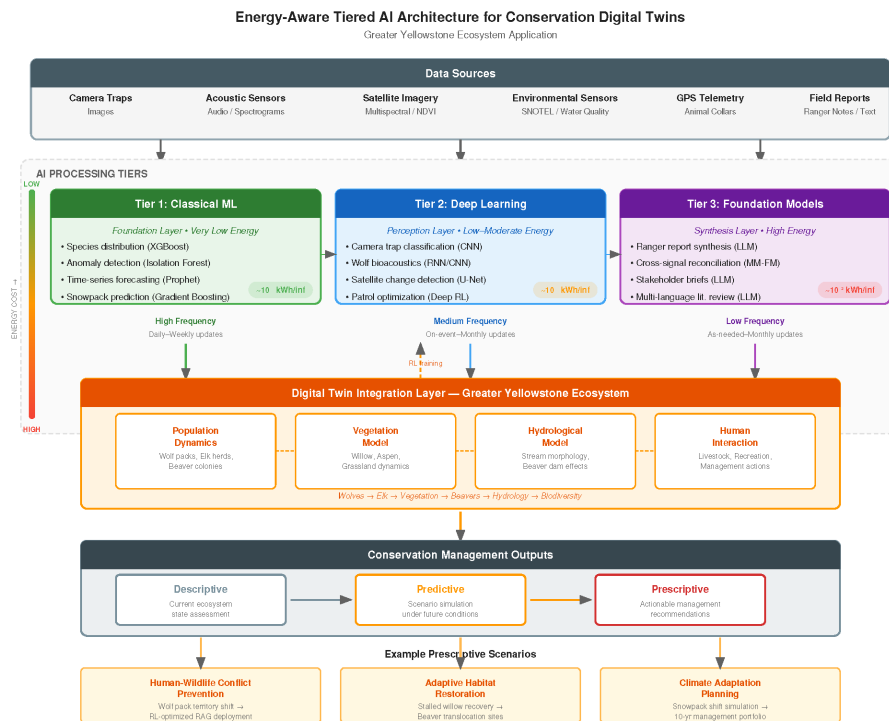 Energy-Aware Tiered AI Architecture for Conservation Digital Twins
Greater Yellowstone Ecosystem Application
Data Sources
Camera Traps
Images
Acoustic Sensors
Audio / Spectrograms
Satellite Imagery
Multispectral / NDVI
Environmental Sensors
SNOTEL / Water Quality
GPS Telemetry
Animal Collars
Field Reports
Ranger Notes / Text
AI PROCESSING TIERS
LOW
ENERGY COST →
HIGH
Tier 1: Classical ML
Foundation Layer • Very Low Energy
• Species distribution (XGBoost)
• Anomaly detection (Isolation Forest)
• Time-series forecasting (Prophet)
• Snowpack prediction (Gradient Boosting)
~10 kWh/inf
Tier 2: Deep Learning
Perception Layer • Low–Moderate Energy
• Camera trap classification (CNN)
• Wolf bioacoustics (RNN/CNN)
• Satellite change detection (U-Net)
• Patrol optimization (Deep RL)
~10 kWh/inf
Tier 3: Foundation Models
Synthesis Layer • High Energy
• Ranger report synthesis (LLM)
• Cross-signal reconciliation (MM-FM)
• Stakeholder briefs (LLM)
• Multi-language lit. review (LLM)
~10 kWh/inf
High Frequency
Daily–Weekly updates
Medium Frequency
On-event–Monthly updates
Low Frequency
As-needed–Monthly updates
RL training
Digital Twin Integration Layer — Greater Yellowstone Ecosystem
Population
Dynamics
Wolf packs, Elk herds,
Beaver colonies
Vegetation
Model
Willow, Aspen,
Grassland dynamics
Hydrological
Model
Stream morphology,
Beaver dam effects
Human
Interaction
Livestock, Recreation,
Management actions
Wolves → Elk → Vegetation → Beavers → Hydrology → Biodiversity
Conservation Management Outputs
Descriptive
Current ecosystem
state assessment
Predictive
Scenario simulation
under future conditions
Prescriptive
Actionable management
recommendations
Example Prescriptive Scenarios
Human-Wildlife Conflict
Prevention
Wolf pack territory shift →
RL-optimized RAG deployment
Adaptive Habitat
Restoration
Stalled willow recovery →
Beaver translocation sites
Climate Adaptation
Planning
Snowpack shift simulation →
10-yr management portfolio